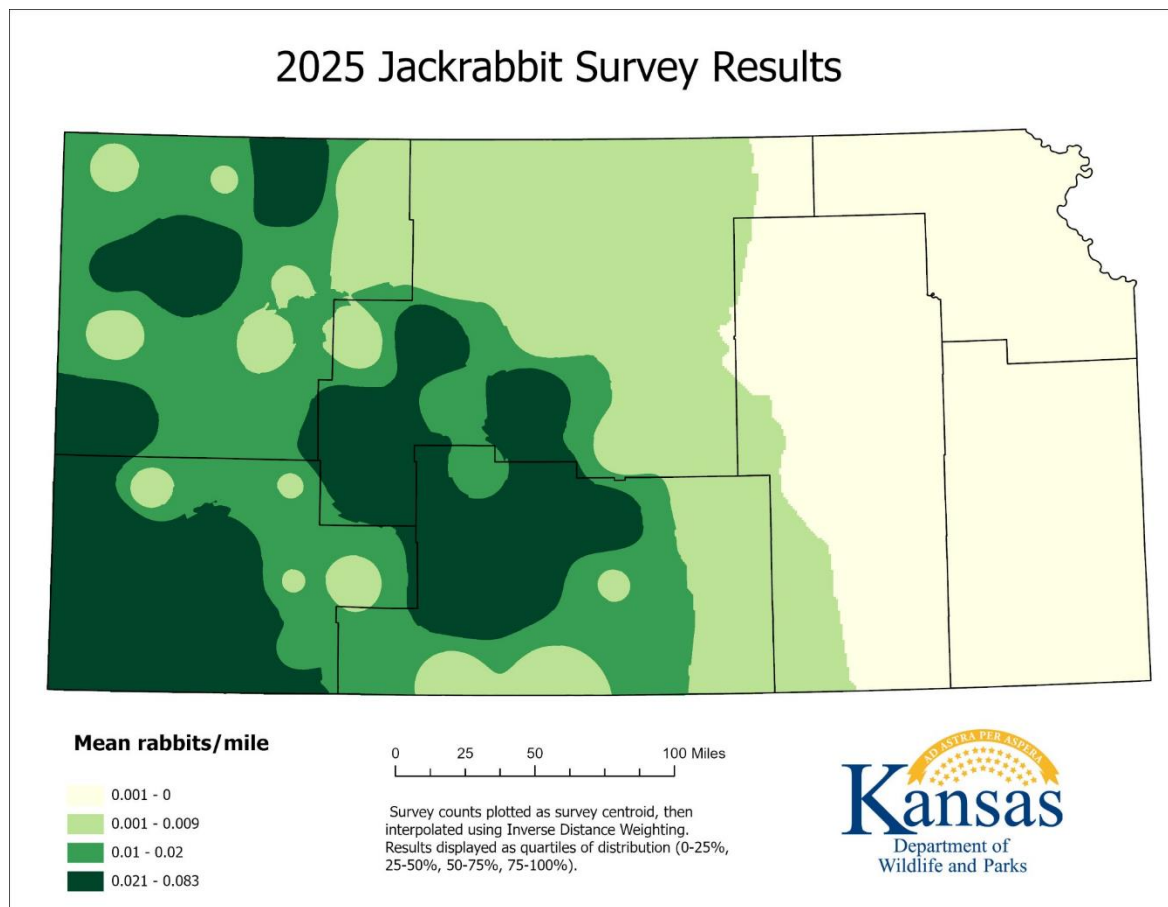 2025 Jackrabbit Survey Results
Mean rabbits/mile
0.001 - 0
0.001 - 0.009
0.01 - 0.02
0.021 - 0.083
0 25 50 100 Miles
Survey counts plotted as survey centroid, then
interpolated using Inverse Distance Weighting.
Results displayed as quartiles of distribution (0-25%,
25-50%, 50-75%, 75-100%).
AD ASTRA PER ASPERA
Kansas
Department of
Wildlife and Parks